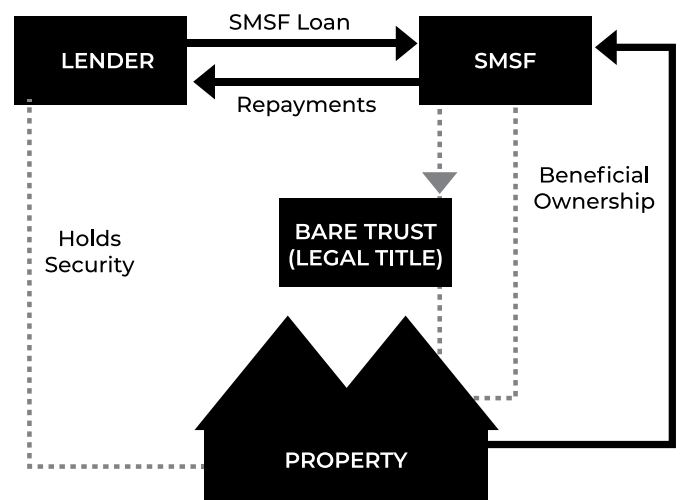 SMSF Loan
LENDER
SMSF
Repayments
Beneficial
Ownership
BARE TRUST
(LEGAL TITLE)
Holds
Security
PROPERTY